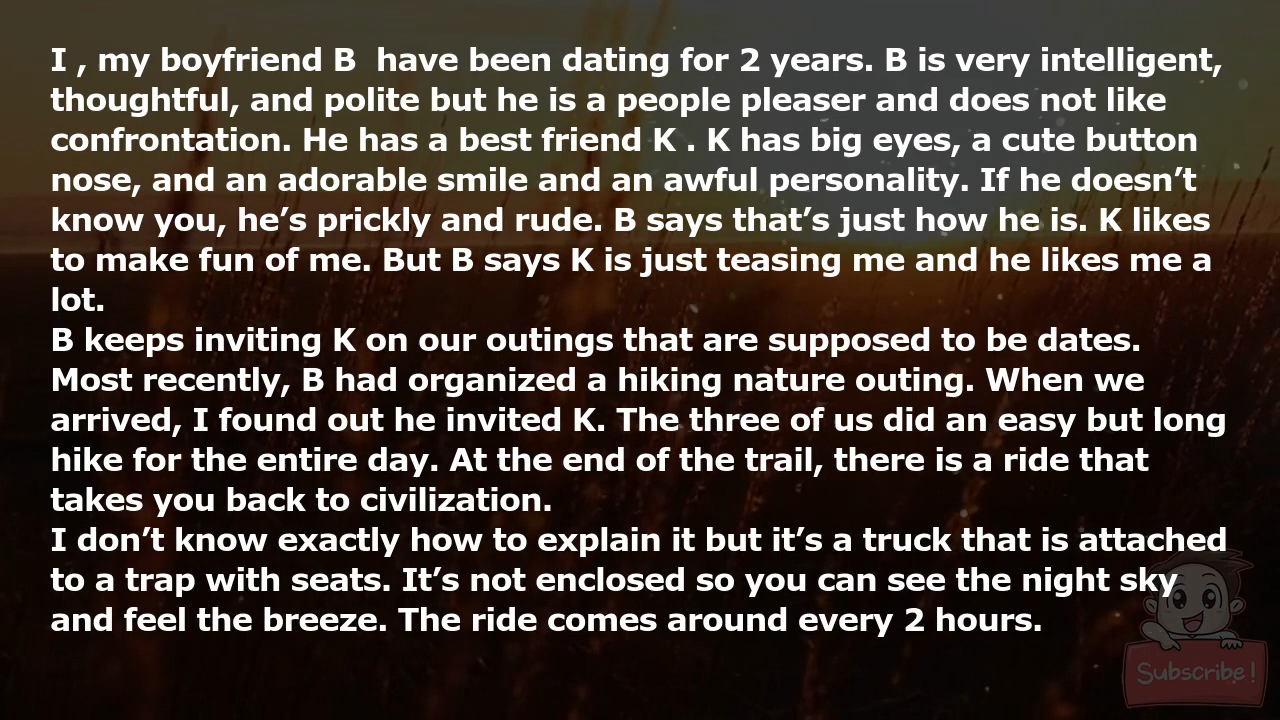 I , my boyfriend B  have been dating for 2 years. B is very intelligent,
thoughtful, and polite but he is a people pleaser and does not like
confrontation. He has a best friend K . K has big eyes, a cute button
nose, and an adorable smile and an awful personality. If he doesn’t
know you, he’s prickly and rude. B says that’s just how he is. K likes
to make fun of me. But B says K is just teasing me and he likes me a
lot.
B keeps inviting K on our outings that are supposed to be dates.
Most recently, B had organized a hiking nature outing. When we
arrived, I found out he invited K. The three of us did an easy but long
hike for the entire day. At the end of the trail, there is a ride that
takes you back to civilization.
I don’t know exactly how to explain it but it’s a truck that is attached
to a trap with seats. It’s not enclosed so you can see the night sky
and feel the breeze. The ride comes around every 2 hours.
Subscribe!